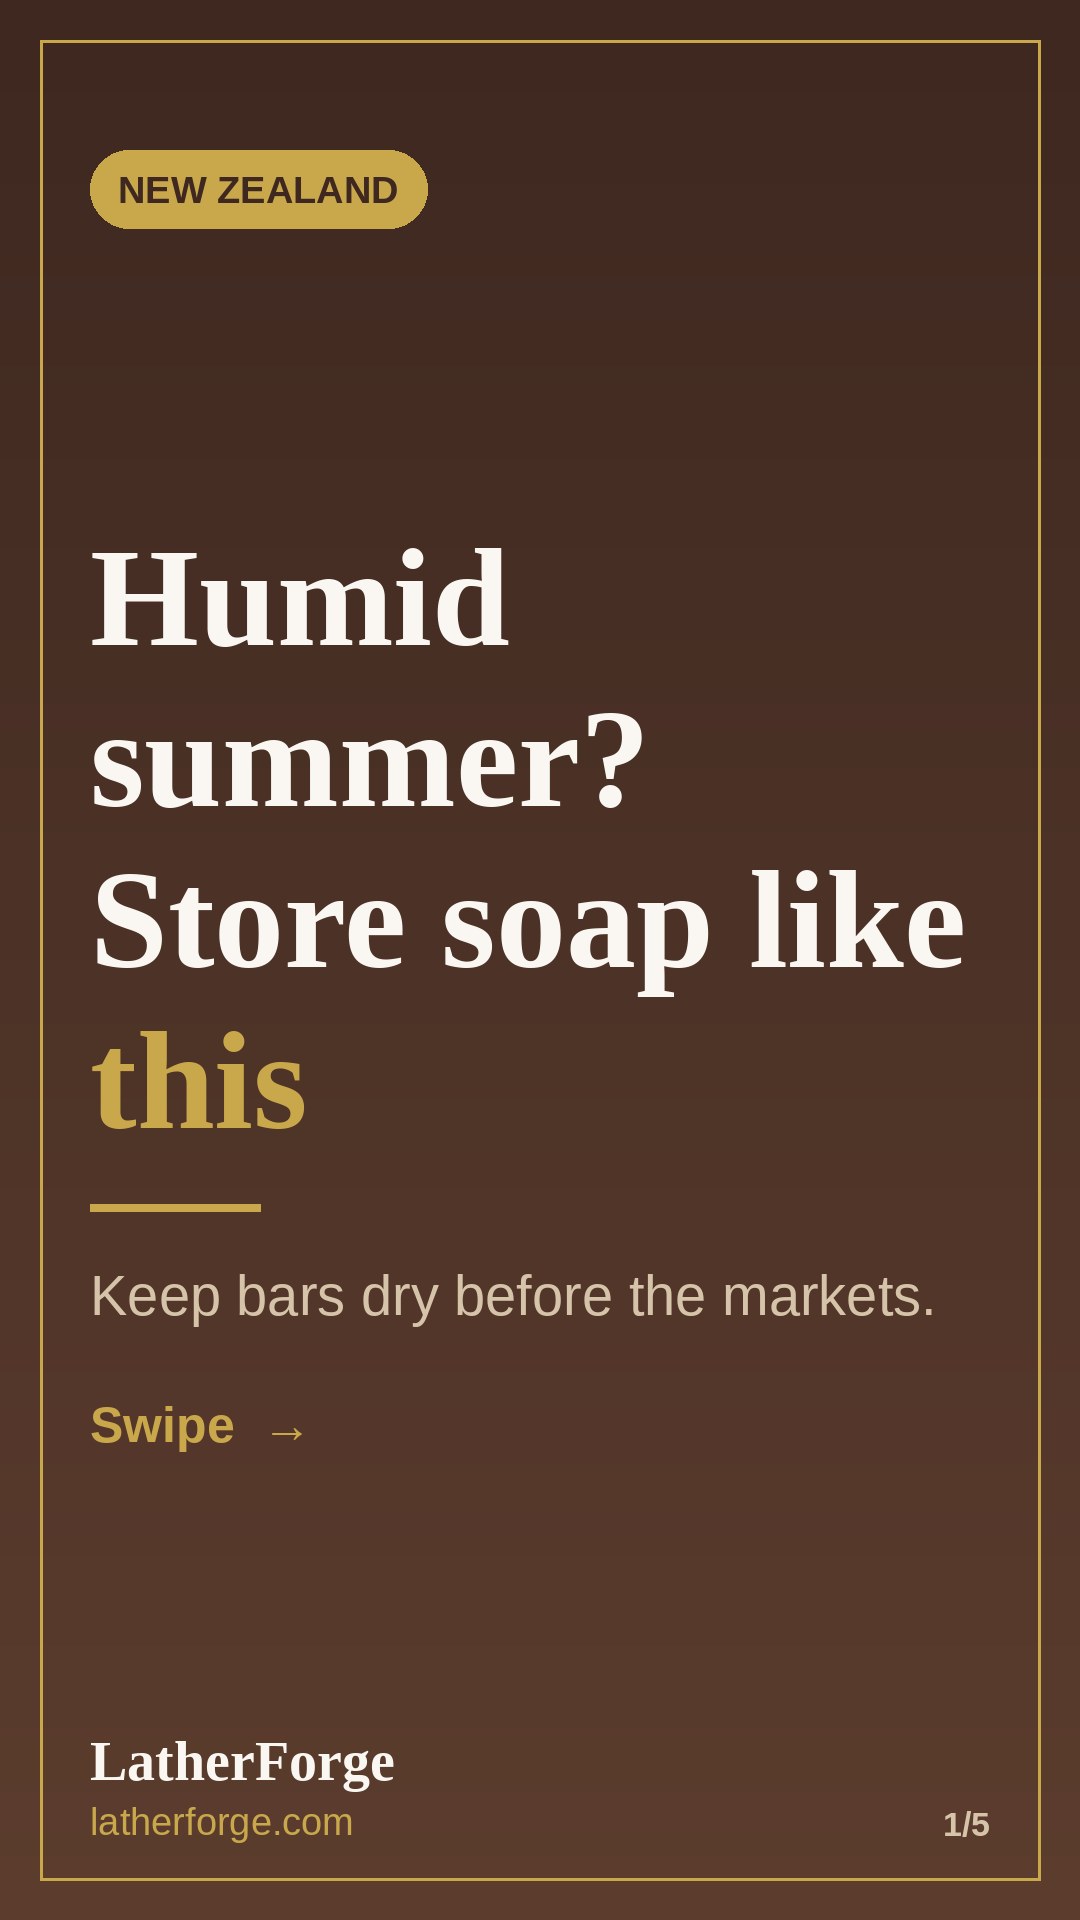 NEW ZEALAND
Humid
summer?
Store soap like
this
Keep bars dry before the markets.
Swipe →
LatherForge
latherforge.com
1/5